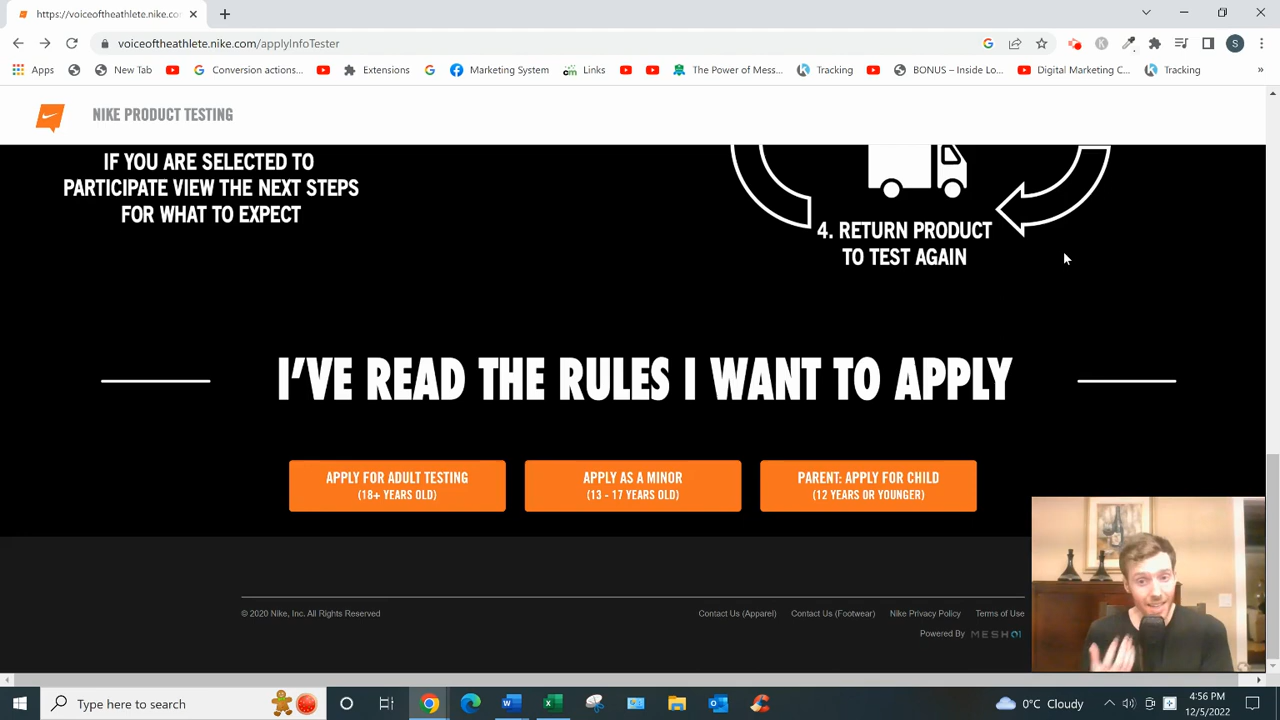 https://voiceoftheathlete.nike.com
voiceoftheathlete.nike.com/applyInfoTester
S
Apps
New Tab
Conversion actions...
Extensions
Marketing System
Links
The Power of Mess...
Tracking
BONUS – Inside Lo...
Digital Marketing C...
Tracking
»
NIKE PRODUCT TESTING
IF YOU ARE SELECTED TO
PARTICIPATE VIEW THE NEXT STEPS
FOR WHAT TO EXPECT
4. RETURN PRODUCT
TO TEST AGAIN
I'VE READ THE RULES I WANT TO APPLY
APPLY FOR ADULT TESTING
(18+ YEARS OLD)
APPLY AS A MINOR
(13 - 17 YEARS OLD)
PARENT: APPLY FOR CHILD
(12 YEARS OR YOUNGER)
© 2020 Nike, Inc. All Rights Reserved
Contact Us (Apparel)
Contact Us (Footwear)
Nike Privacy Policy
Terms of Use
Powered By MESH01
Type here to search
0°C Cloudy
4:56 PM
12/5/2022